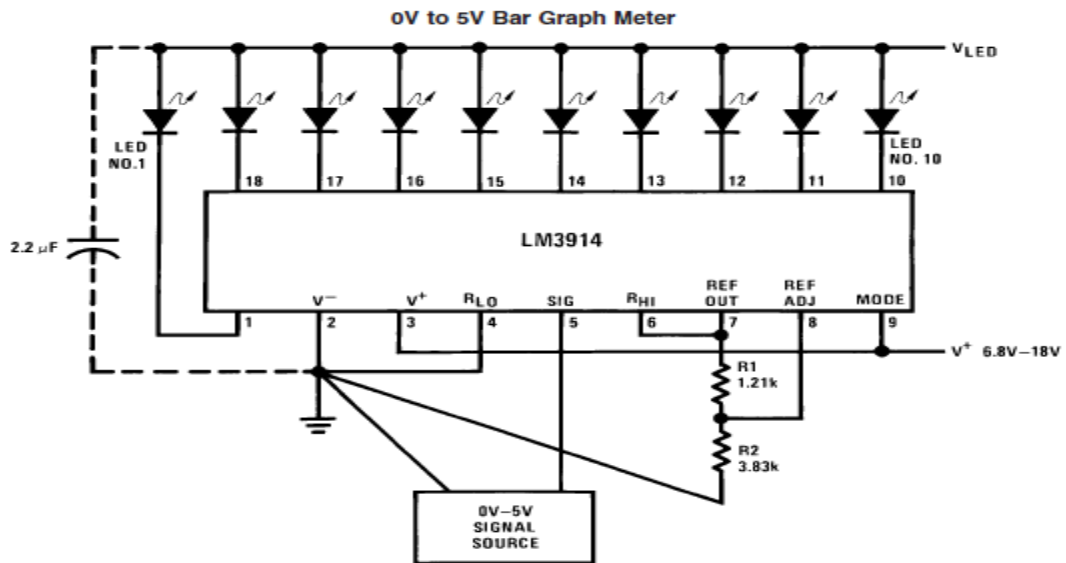 0V to 5V Bar Graph Meter
VLED
LED
NO.1
LED
NO. 10
18 17 16 15 14 13 12 11 10
2.2 μF
LM3914
V− V+ RLO SIG RHI REF OUT REF ADJ MODE
1 2 3 4 5 6 7 8 9
V+ 6.8V–18V
R1
1.21k
R2
3.83k
0V–5V
SIGNAL
SOURCE